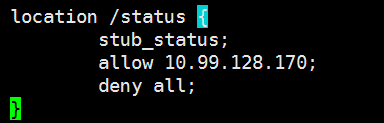 location /status {
        stub_status;
        allow 10.99.128.170;
        deny all;
}